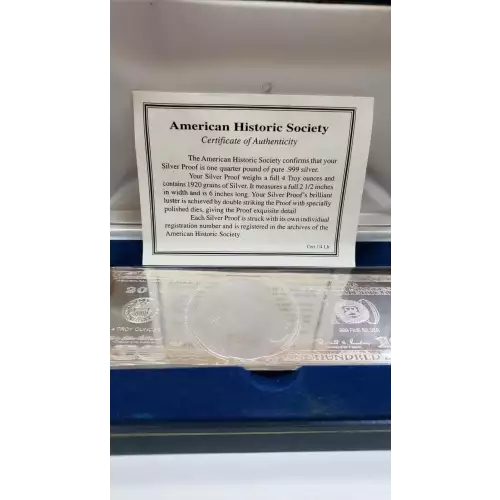 American Historic Society
Certificate of Authenticity
The American Historic Society confirms that your
Silver Proof is one quarter pound of pure .999 silver.
Your Silver Proof weighs a full 4 Troy ounces and
contains 1920 grains of Silver. It measures a full 2 1/2 inches
in width and is 6 inches long. Your Silver Proof's brilliant
luster is achieved by double striking the Proof with specially
polished dies, giving the Proof exquisite detail
Each Silver Proof is struck with its own individual
registration number and is registered in the archives of the
American Historic Society
20
TROY OUNCES
999 FINE SILVER
HUNDRED